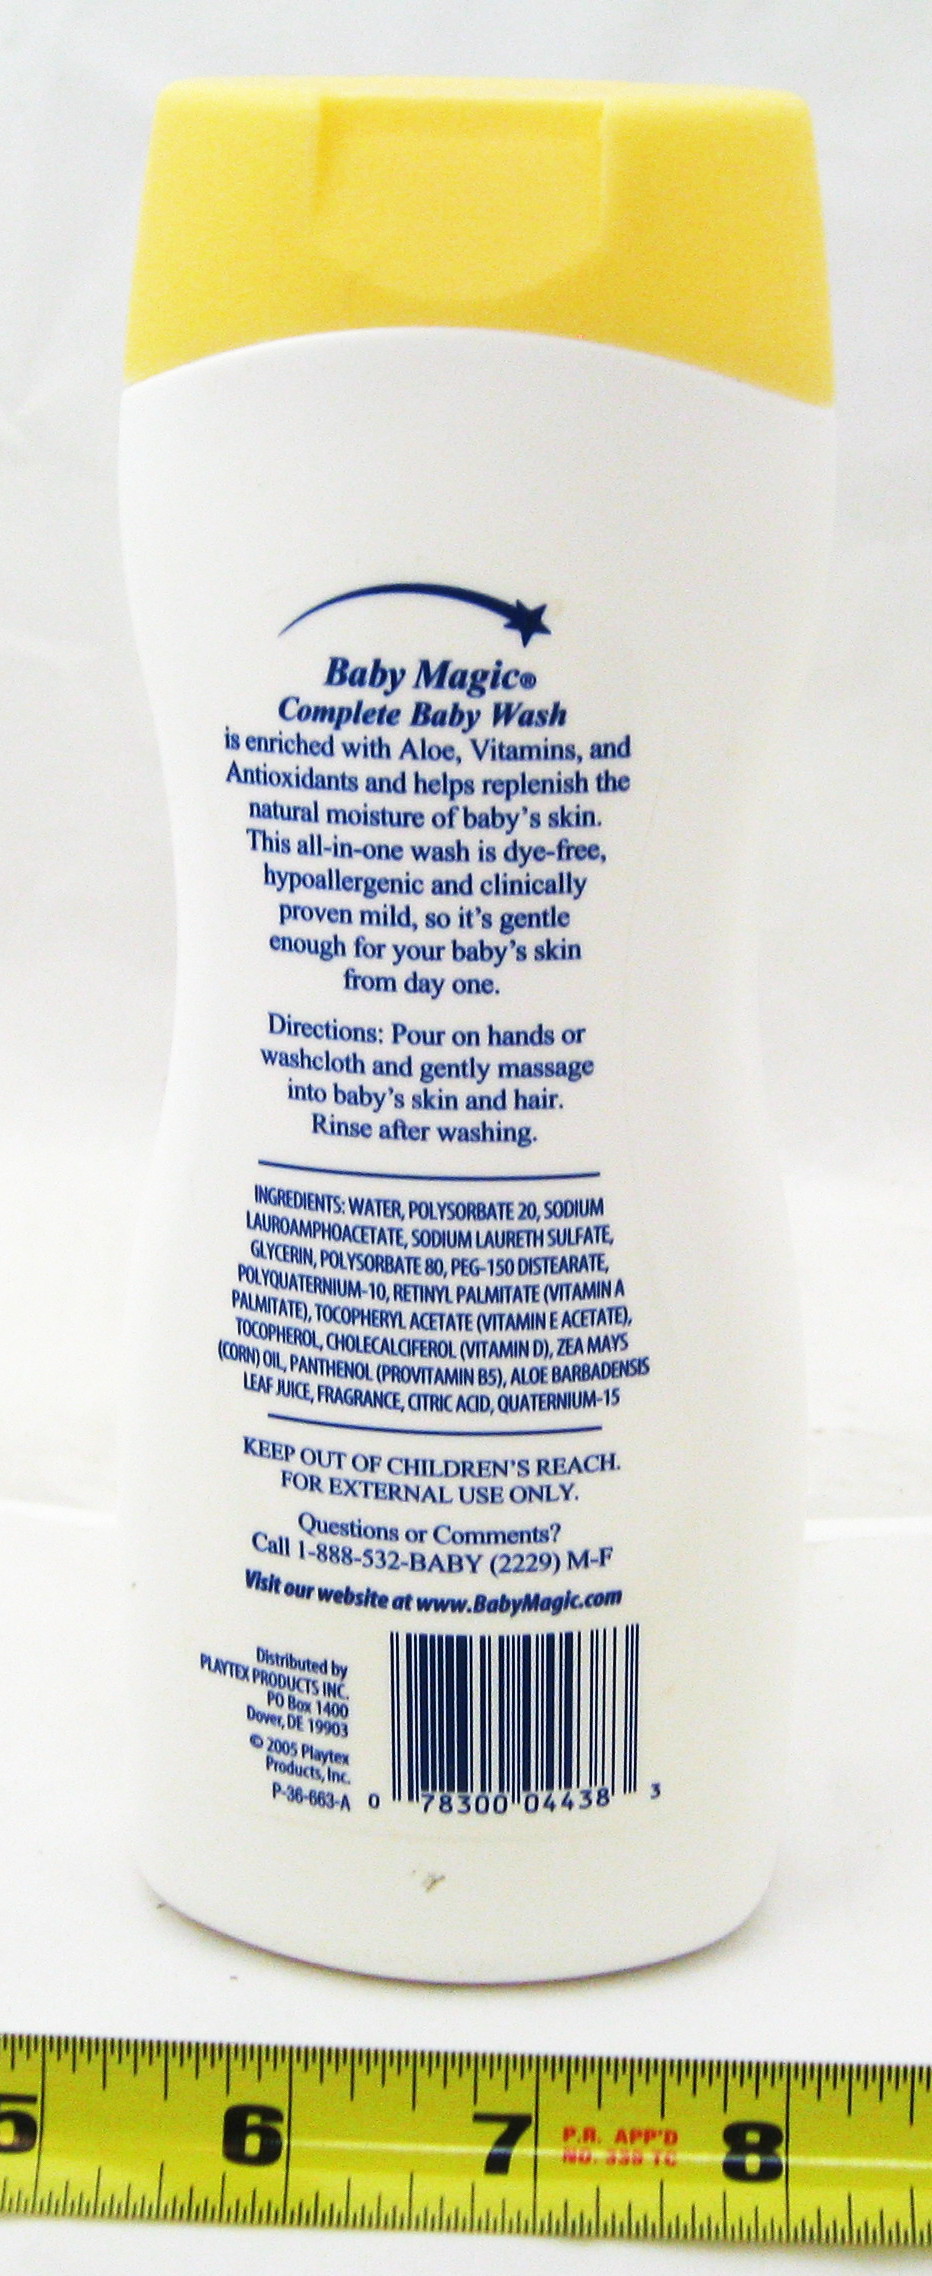 Baby Magic®
Complete Baby Wash
is enriched with Aloe, Vitamins, and
Antioxidants and helps replenish the
natural moisture of baby's skin.
This all-in-one wash is dye-free,
hypoallergenic and clinically
proven mild, so it's gentle
enough for your baby's skin
from day one.
Directions: Pour on hands or
washcloth and gently massage
into baby's skin and hair.
Rinse after washing.
INGREDIENTS: WATER, POLYSORBATE 20, SODIUM
LAUROAMPHOACETATE, SODIUM LAURETH SULFATE,
GLYCERIN, POLYSORBATE 80, PEG-150 DISTEARATE,
POLYQUATERNIUM-10, RETINYL PALMITATE (VITAMIN A
PALMITATE), TOCOPHERYL ACETATE (VITAMIN E ACETATE),
TOCOPHEROL, CHOLECALCIFEROL (VITAMIN D), ZEA MAYS
(CORN) OIL, PANTHENOL (PROVITAMIN B5), ALOE BARBADENSIS
LEAF JUICE, FRAGRANCE, CITRIC ACID, QUATERNIUM-15
KEEP OUT OF CHILDREN'S REACH.
FOR EXTERNAL USE ONLY.
Questions or Comments?
Call 1-888-532-BABY (2229) M-F
Visit our website at www.BabyMagic.com
Distributed by
PLAYTEX PRODUCTS INC.
PO Box 1400
Dover, DE 19903
© 2005 Playtex
Products, Inc.
P-36-663-A
0 78300 04438 3
5 6 7 8
P.R. APP'D
NO. 338 TC